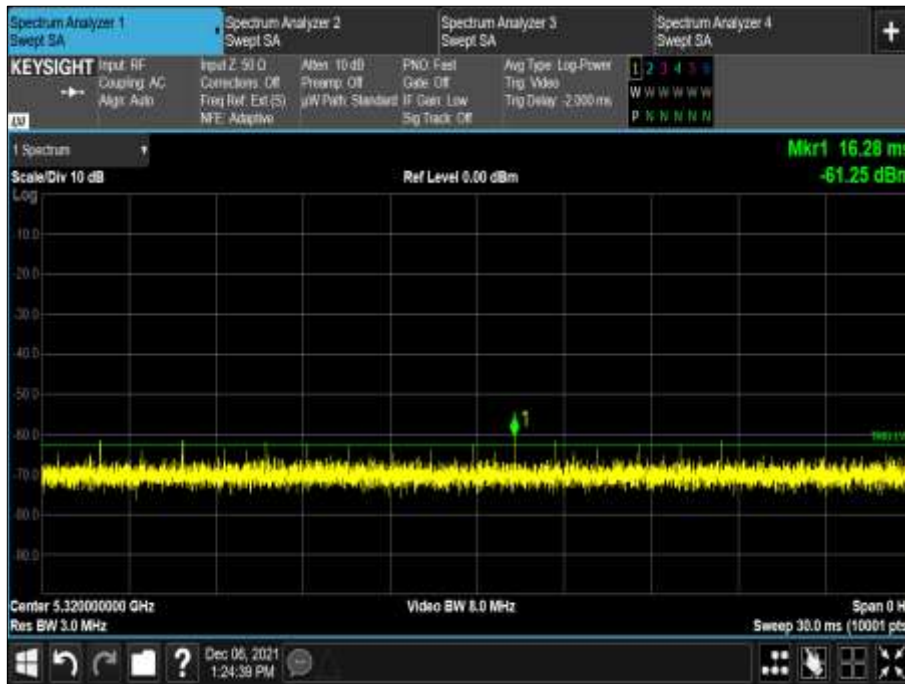 Spectrum Analyzer 1
Swept SA
Spectrum Analyzer 2
Swept SA
Spectrum Analyzer 3
Swept SA
Spectrum Analyzer 4
Swept SA
+
KEYSIGHT
Input: RF
Coupling: AC
Align: Auto
Input Z: 50 Ω
Corrections: Off
Freq Ref: Ext (S)
NFE: Adaptive
Atten: 10 dB
Preamp: Off
µW Path: Standard
PNO: Fast
Gate: Off
IF Gain: Low
Sig Track: Off
Avg Type: Log-Power
Trig: Video
Trig Delay: -2.000 ms
1 2 3 4 5 6
W W W W W W
P N N N N N
1 Spectrum
Scale/Div 10 dB
Ref Level 0.00 dBm
Mkr1 16.28 ms
-61.25 dBm
Log
-10.0
-20.0
-30.0
-40.0
-50.0
-60.0
-70.0
-80.0
-90.0
1
TRIG LV
Center 5.320000000 GHz
Video BW 8.0 MHz
Span 0 H
Res BW 3.0 MHz
Sweep 30.0 ms (10001 pts
?
Dec 06, 2021
1:24:39 PM